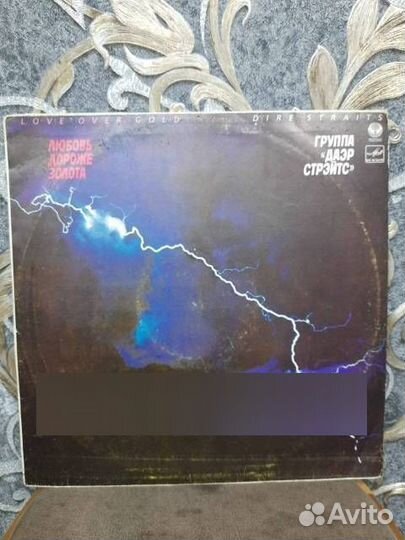 LOVE OVER GOLD DIRE STRAITS
ЛЮБОВЬ
ДОРОЖЕ
ЗОЛОТА
ГРУППА
«ДАЭР
СТРЭЙТС»
Avito